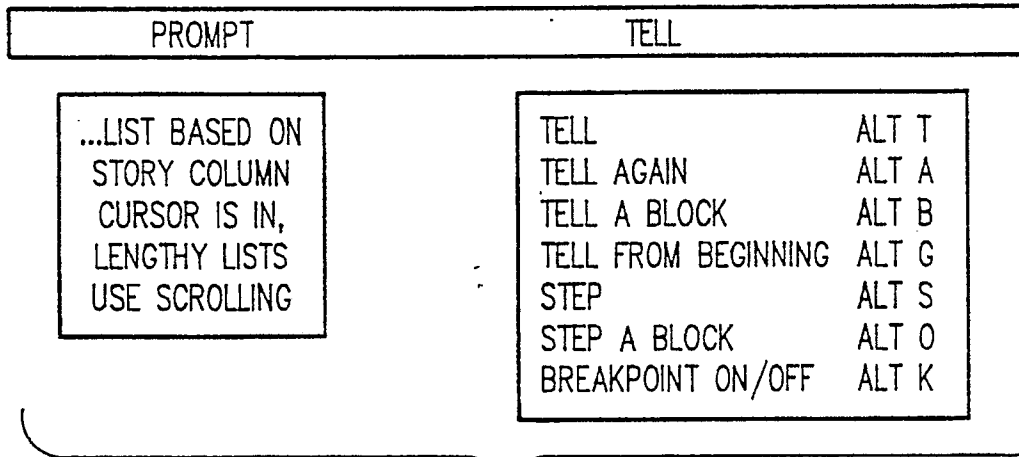 PROMPT TELL
...LIST BASED ON
STORY COLUMN
CURSOR IS IN,
LENGTHY LISTS
USE SCROLLING
TELL ALT T
TELL AGAIN ALT A
TELL A BLOCK ALT B
TELL FROM BEGINNING ALT G
STEP ALT S
STEP A BLOCK ALT O
BREAKPOINT ON/OFF ALT K